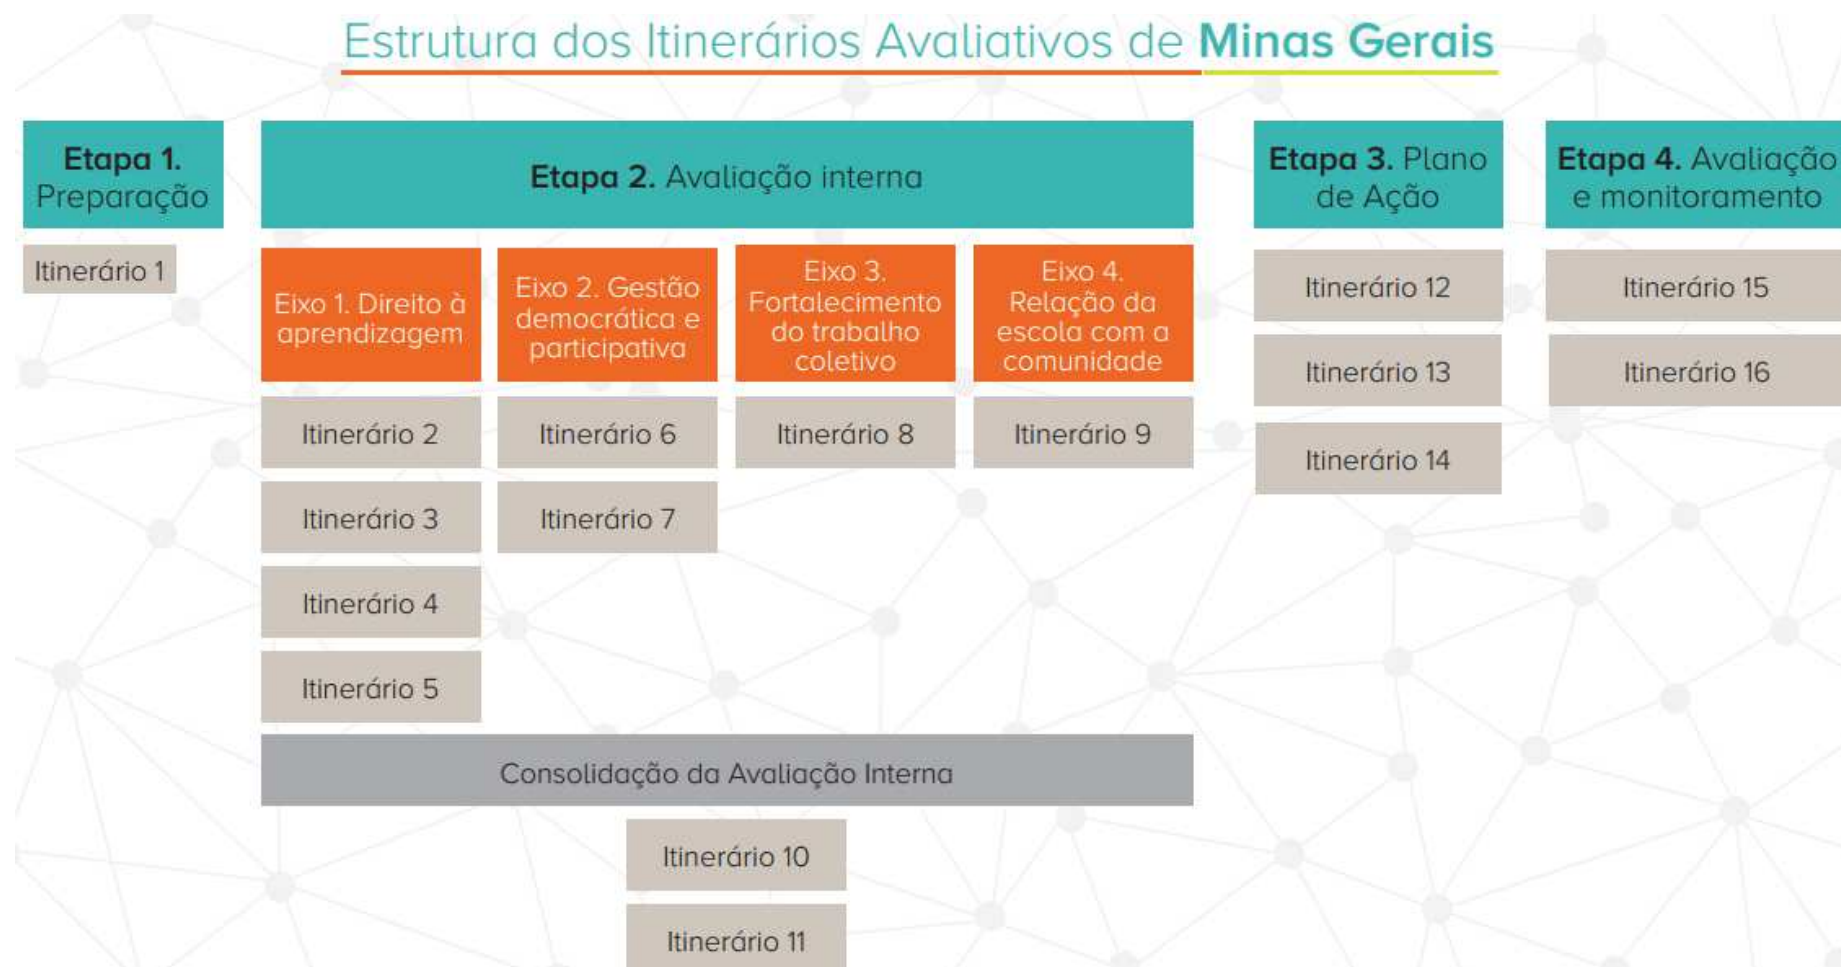 Estrutura dos Itinerários Avaliativos de Minas Gerais
Etapa 1.
Preparação
Itinerário 1
Etapa 2. Avaliação interna
Eixo 1. Direito à
aprendizagem
Itinerário 2
Itinerário 3
Itinerário 4
Itinerário 5
Eixo 2. Gestão
democrática e
participativa
Itinerário 6
Itinerário 7
Eixo 3.
Fortalecimento
do trabalho
coletivo
Itinerário 8
Eixo 4.
Relação da
escola com a
comunidade
Itinerário 9
Consolidação da Avaliação Interna
Itinerário 10
Itinerário 11
Etapa 3. Plano
de Ação
Itinerário 12
Itinerário 13
Itinerário 14
Etapa 4. Avaliação
e monitoramento
Itinerário 15
Itinerário 16